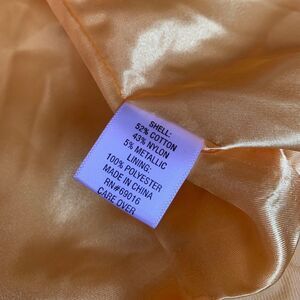 SHELL:
52% COTTON
43% NYLON
5% METALLIC
LINING:
100% POLYESTER
MADE IN CHINA
RN#69016
CARE OVER